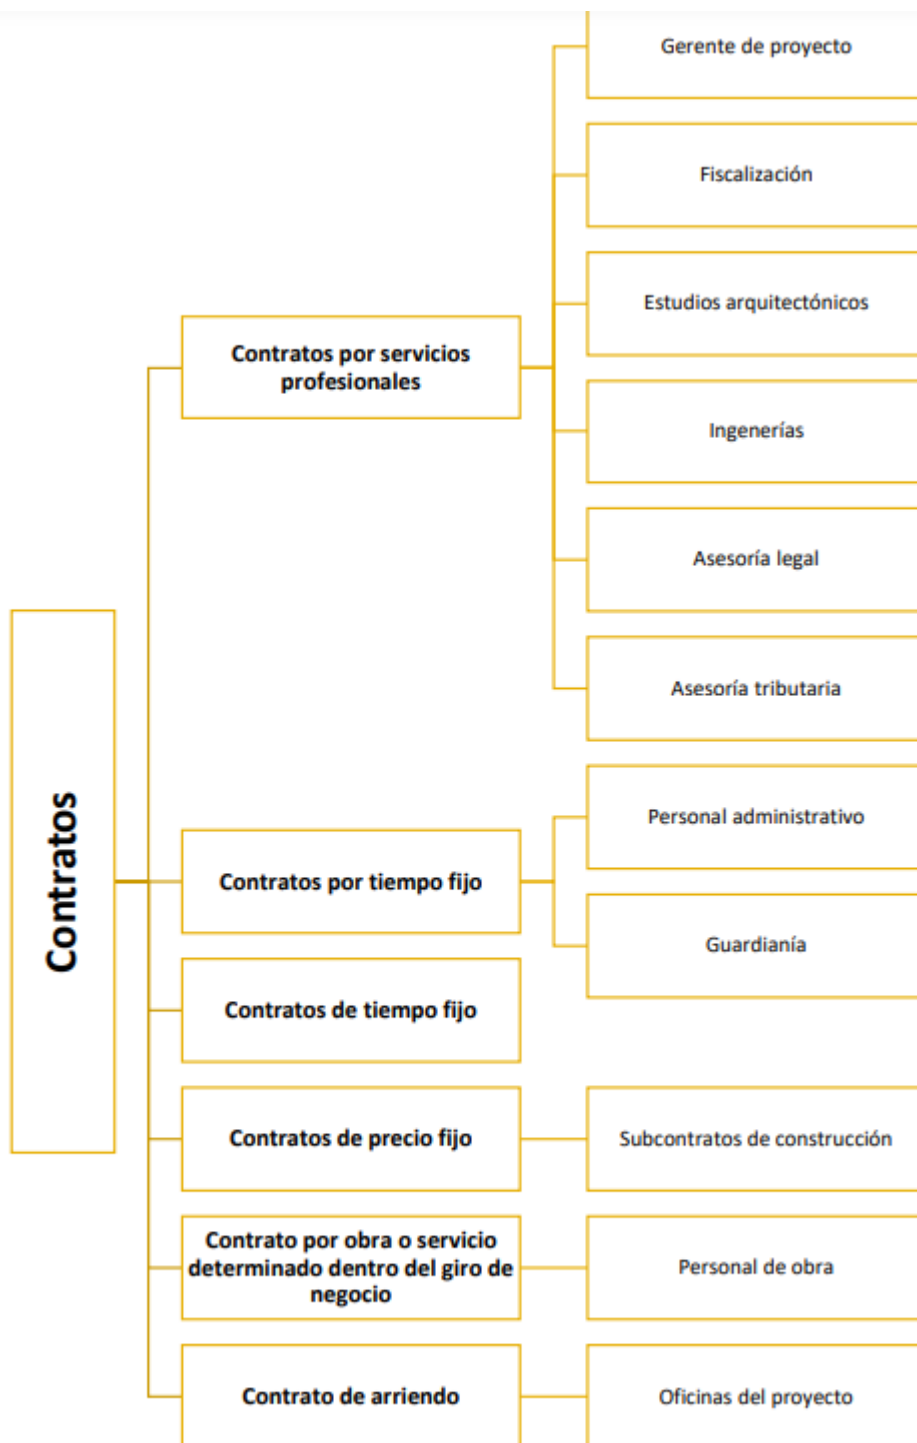 Contratos
Contratos por servicios
profesionales
Gerente de proyecto
Fiscalización
Estudios arquitectónicos
Ingenerías
Asesoría legal
Asesoría tributaria
Contratos por tiempo fijo
Personal administrativo
Guardianía
Contratos de tiempo fijo
Contratos de precio fijo
Subcontratos de construcción
Contrato por obra o servicio
determinado dentro del giro de
negocio
Personal de obra
Contrato de arriendo
Oficinas del proyecto